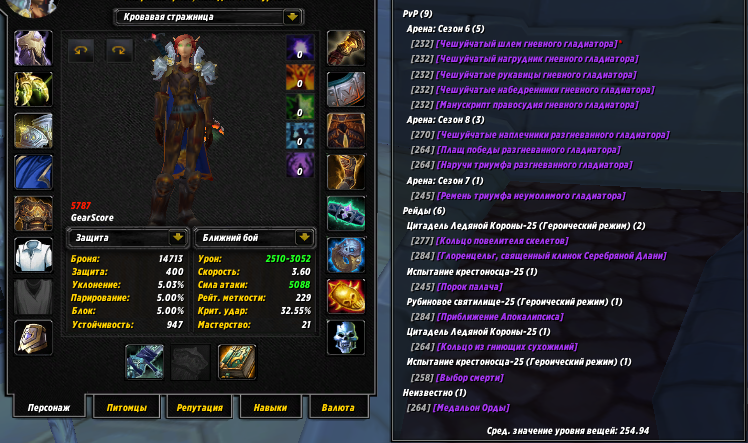 Кровавая стражница
0
0
0
0
0
5787
GearScore
Защита
Броня: 14713
Защита: 400
Уклонение: 5.03%
Парирование: 5.00%
Блок: 5.00%
Устойчивость: 947
Ближний бой
Урон: 2510-3052
Скорость: 3.60
Сила атаки: 5088
Рейт. меткости: 229
Крит. удар: 32.55%
Мастерство: 21
Персонаж
Питомцы
Репутация
Навыки
Валюта
PvP (9)
Арена: Сезон 6 (5)
[232] [Чешуйчатый шлем гневного гладиатора]*
[232] [Чешуйчатый нагрудник гневного гладиатора]
[232] [Чешуйчатые рукавицы гневного гладиатора]
[232] [Чешуйчатые набедренники гневного гладиатора]
[232] [Манускрипт правосудия гневного гладиатора]
Арена: Сезон 8 (3)
[270] [Чешуйчатые наплечники разгневанного гладиатора]
[264] [Плащ победы разгневанного гладиатора]
[264] [Наручи триумфа разгневанного гладиатора]
Арена: Сезон 7 (1)
[245] [Ремень триумфа неумолимого гладиатора]
Рейды (6)
Цитадель Ледяной Короны-25 (Героический режим) (2)
[277] [Кольцо повелителя скелетов]
[284] [Глоренцельг, священный клинок Серебряной Длани]
Испытание крестоносца-25 (1)
[245] [Порок палача]
Рубиновое святилище-25 (Героический режим) (1)
[284] [Приближение Апокалипсиса]
Цитадель Ледяной Короны-25 (1)
[264] [Кольцо из гниющих сухожилий]
Испытание крестоносца-25 (Героический режим) (1)
[258] [Выбор смерти]
Неизвестно (1)
[264] [Медальон Орды]
Сред. значение уровня вещей: 254.94